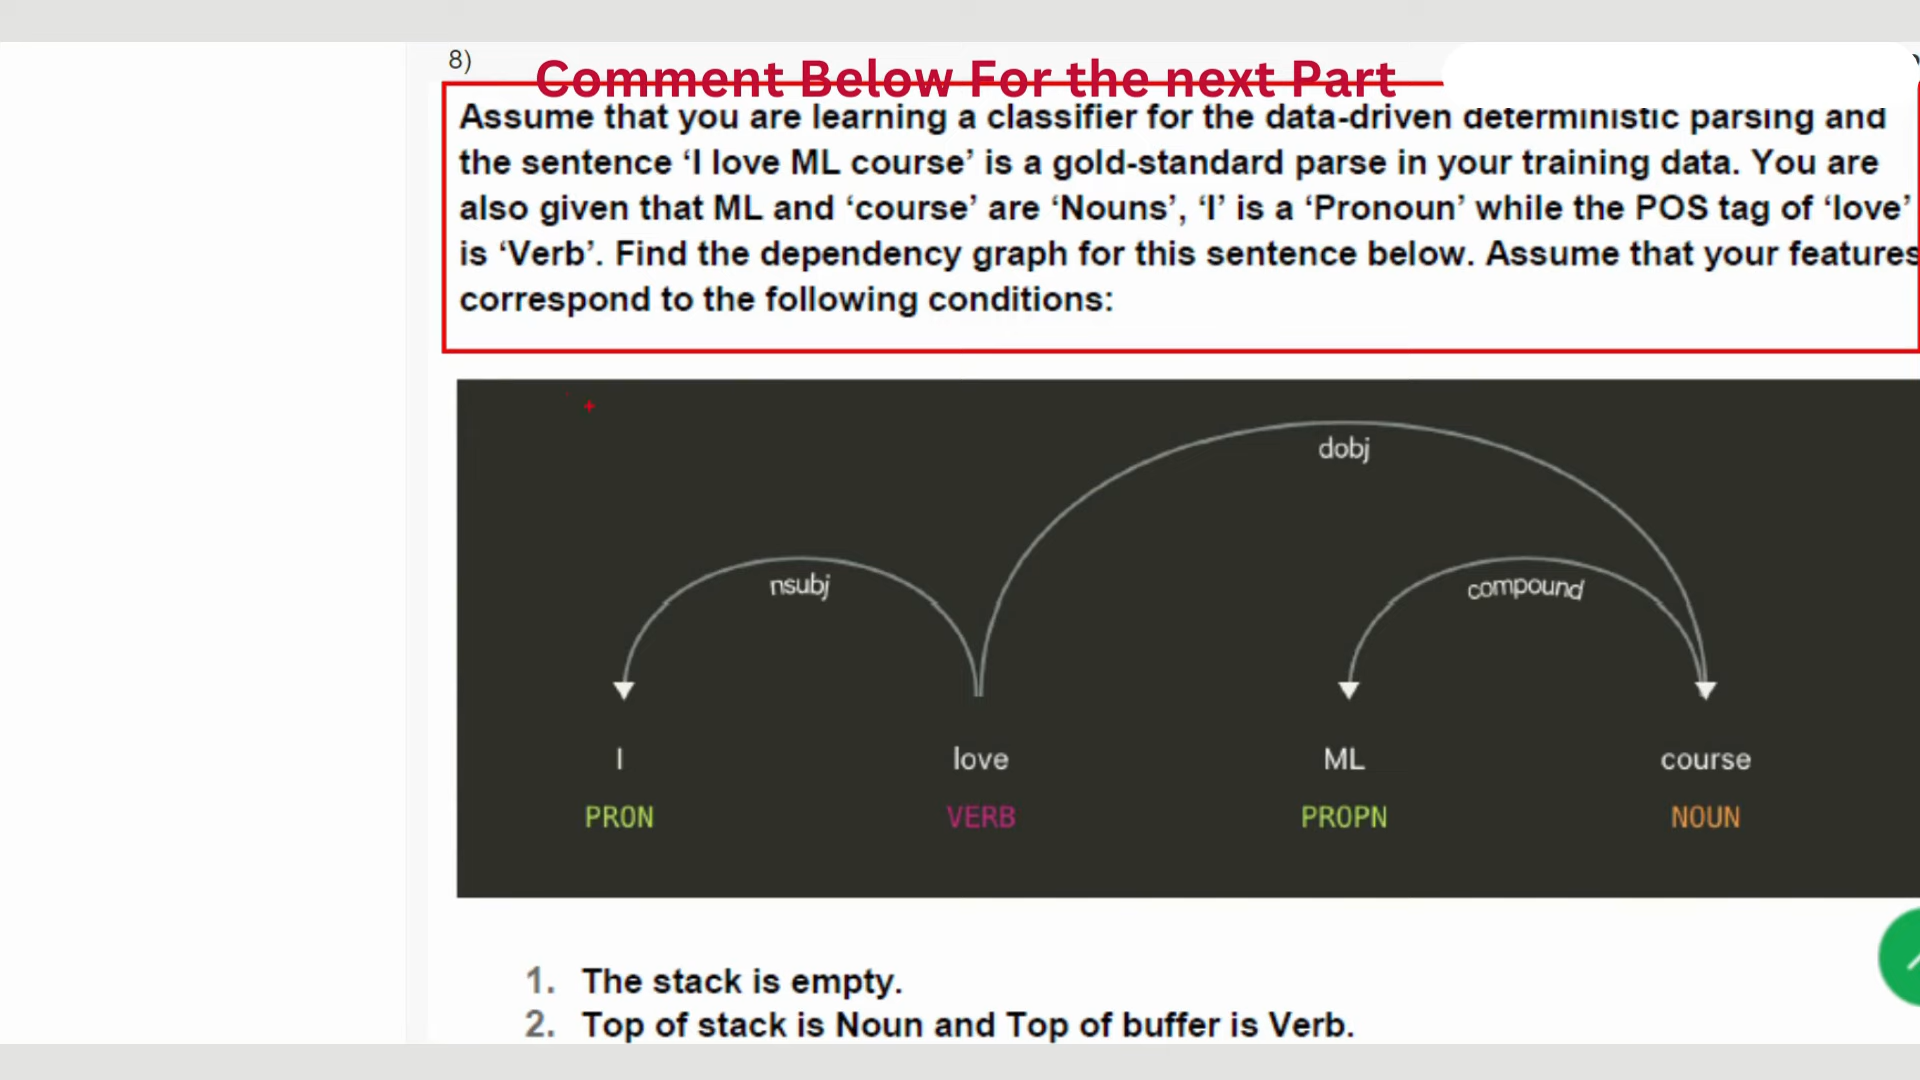 8)
Comment Below For the next Part
Assume that you are learning a classifier for the data-driven deterministic parsing and
the sentence ‘I love ML course’ is a gold-standard parse in your training data. You are
also given that ML and ‘course’ are ‘Nouns’, ‘I’ is a ‘Pronoun’ while the POS tag of ‘love’
is ‘Verb’. Find the dependency graph for this sentence below. Assume that your features
correspond to the following conditions:
dobj
nsubj
compound
I love ML course
PRON VERB PROPN NOUN
1. The stack is empty.
2. Top of stack is Noun and Top of buffer is Verb.